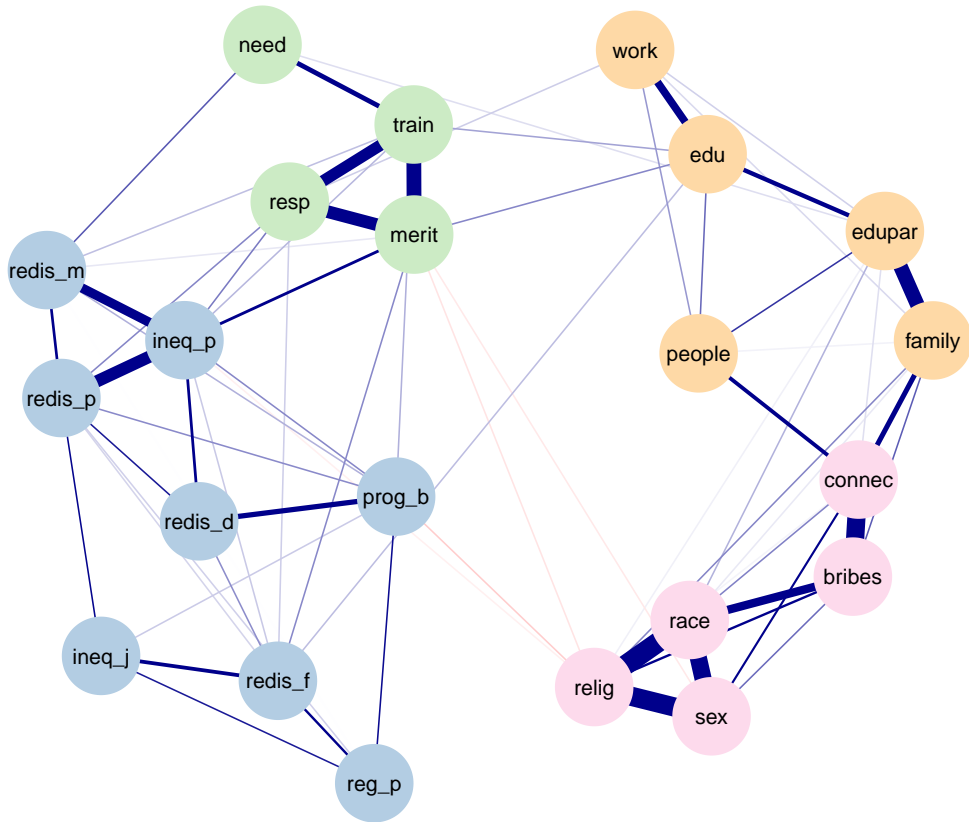 need
work
train
edu
resp
merit
edupar
redis_m
ineq_p
people
family
redis_p
connec
prog_b
redis_d
bribes
race
ineq_j
redis_f
relig
sex
reg_p